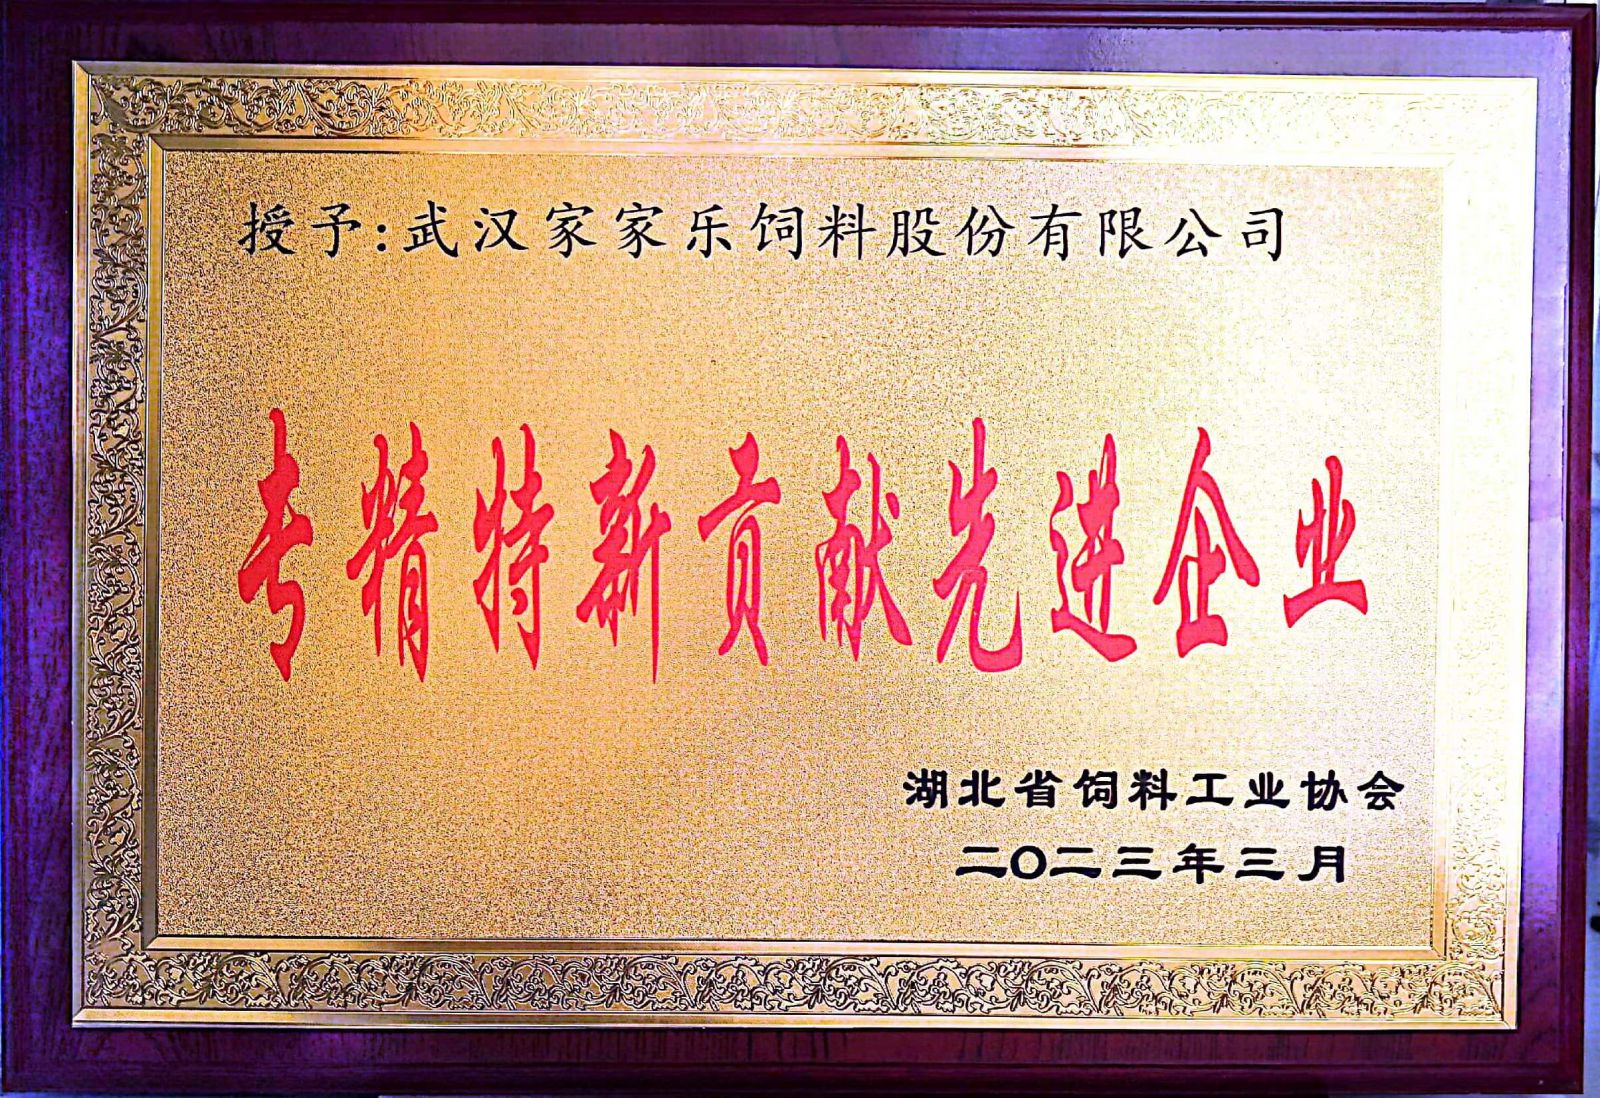 授予:武汉家家乐饲料股份有限公司
专精特新贡献先进企业
湖北省饲料工业协会
二〇二三年三月